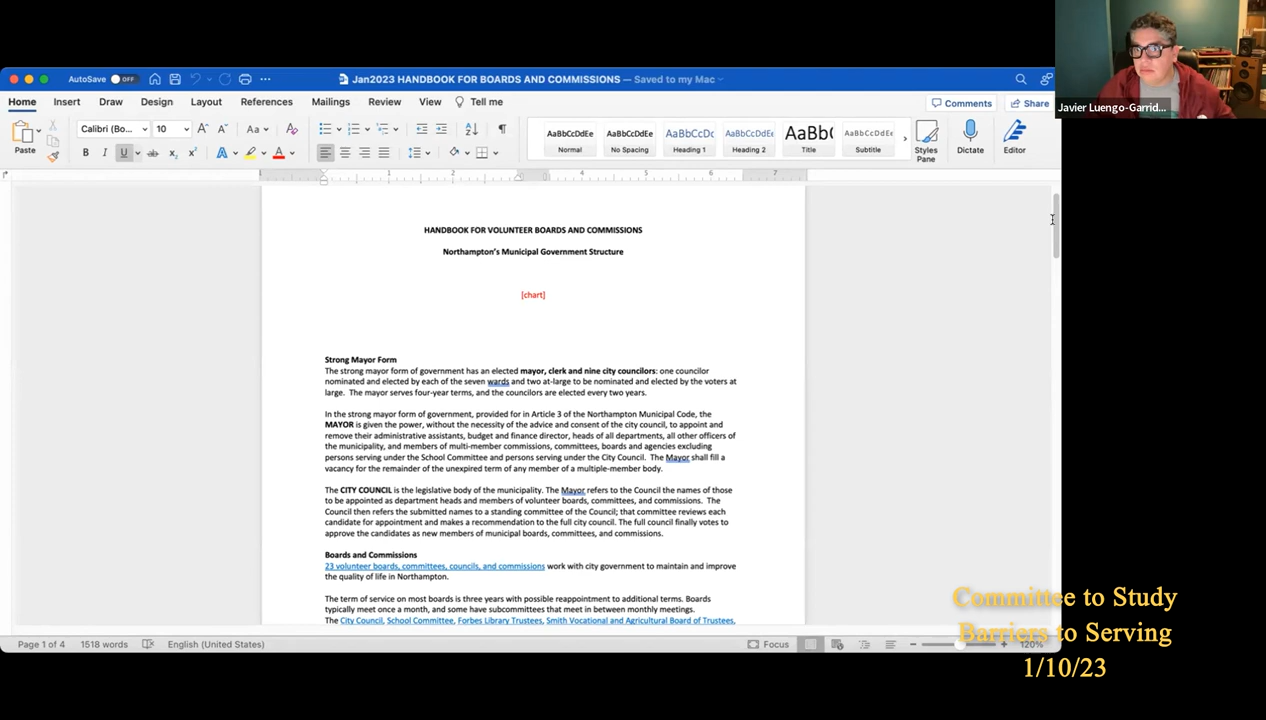 AutoSave OFF
Jan2023 HANDBOOK FOR BOARDS AND COMMISSIONS — Saved to my Mac
Home Insert Draw Design Layout References Mailings Review View Tell me
Comments Share
Paste
Calibri (Bo... 10
AaBbCcDdEe AaBbCcDdEe AaBbCcDc AaBbCcDdEe AaBb( AaBbCcDdEe
Normal No Spacing Heading 1 Heading 2 Title Subtitle
Styles Pane
Dictate
Editor
Javier Luengo-Garrid...
1 1 2 4 5 6 7
HANDBOOK FOR VOLUNTEER BOARDS AND COMMISSIONS
Northampton's Municipal Government Structure
[chart]
Strong Mayor Form
The strong mayor form of government has an elected mayor, clerk and nine city councilors: one councilor
nominated and elected by each of the seven wards and two at-large to be nominated and elected by the voters at
large. The mayor serves four-year terms, and the councilors are elected every two years.
In the strong mayor form of government, provided for in Article 3 of the Northampton Municipal Code, the
MAYOR is given the power, without the necessity of the advice and consent of the city council, to appoint and
remove their administrative assistants, budget and finance director, heads of all departments, all other officers of
the municipality, and members of multi-member commissions, committees, boards and agencies excluding
persons serving under the School Committee and persons serving under the City Council. The Mayor shall fill a
vacancy for the remainder of the unexpired term of any member of a multiple-member body.
The CITY COUNCIL is the legislative body of the municipality. The Mayor refers to the Council the names of those
to be appointed as department heads and members of volunteer boards, committees, and commissions. The
Council then refers the submitted names to a standing committee of the Council; that committee reviews each
candidate for appointment and makes a recommendation to the full city council. The full council finally votes to
approve the candidates as new members of municipal boards, committees, and commissions.
Boards and Commissions
23 volunteer boards, committees, councils, and commissions work with city government to maintain and improve
the quality of life in Northampton.
The term of service on most boards is three years with possible reappointment to additional terms. Boards
typically meet once a month, and some have subcommittees that meet in between monthly meetings.
The City Council, School Committee, Forbes Library Trustees, Smith Vocational and Agricultural Board of Trustees,
Page 1 of 4 1518 words English (United States) Focus 120%
Committee to Study
Barriers to Serving
1/10/23